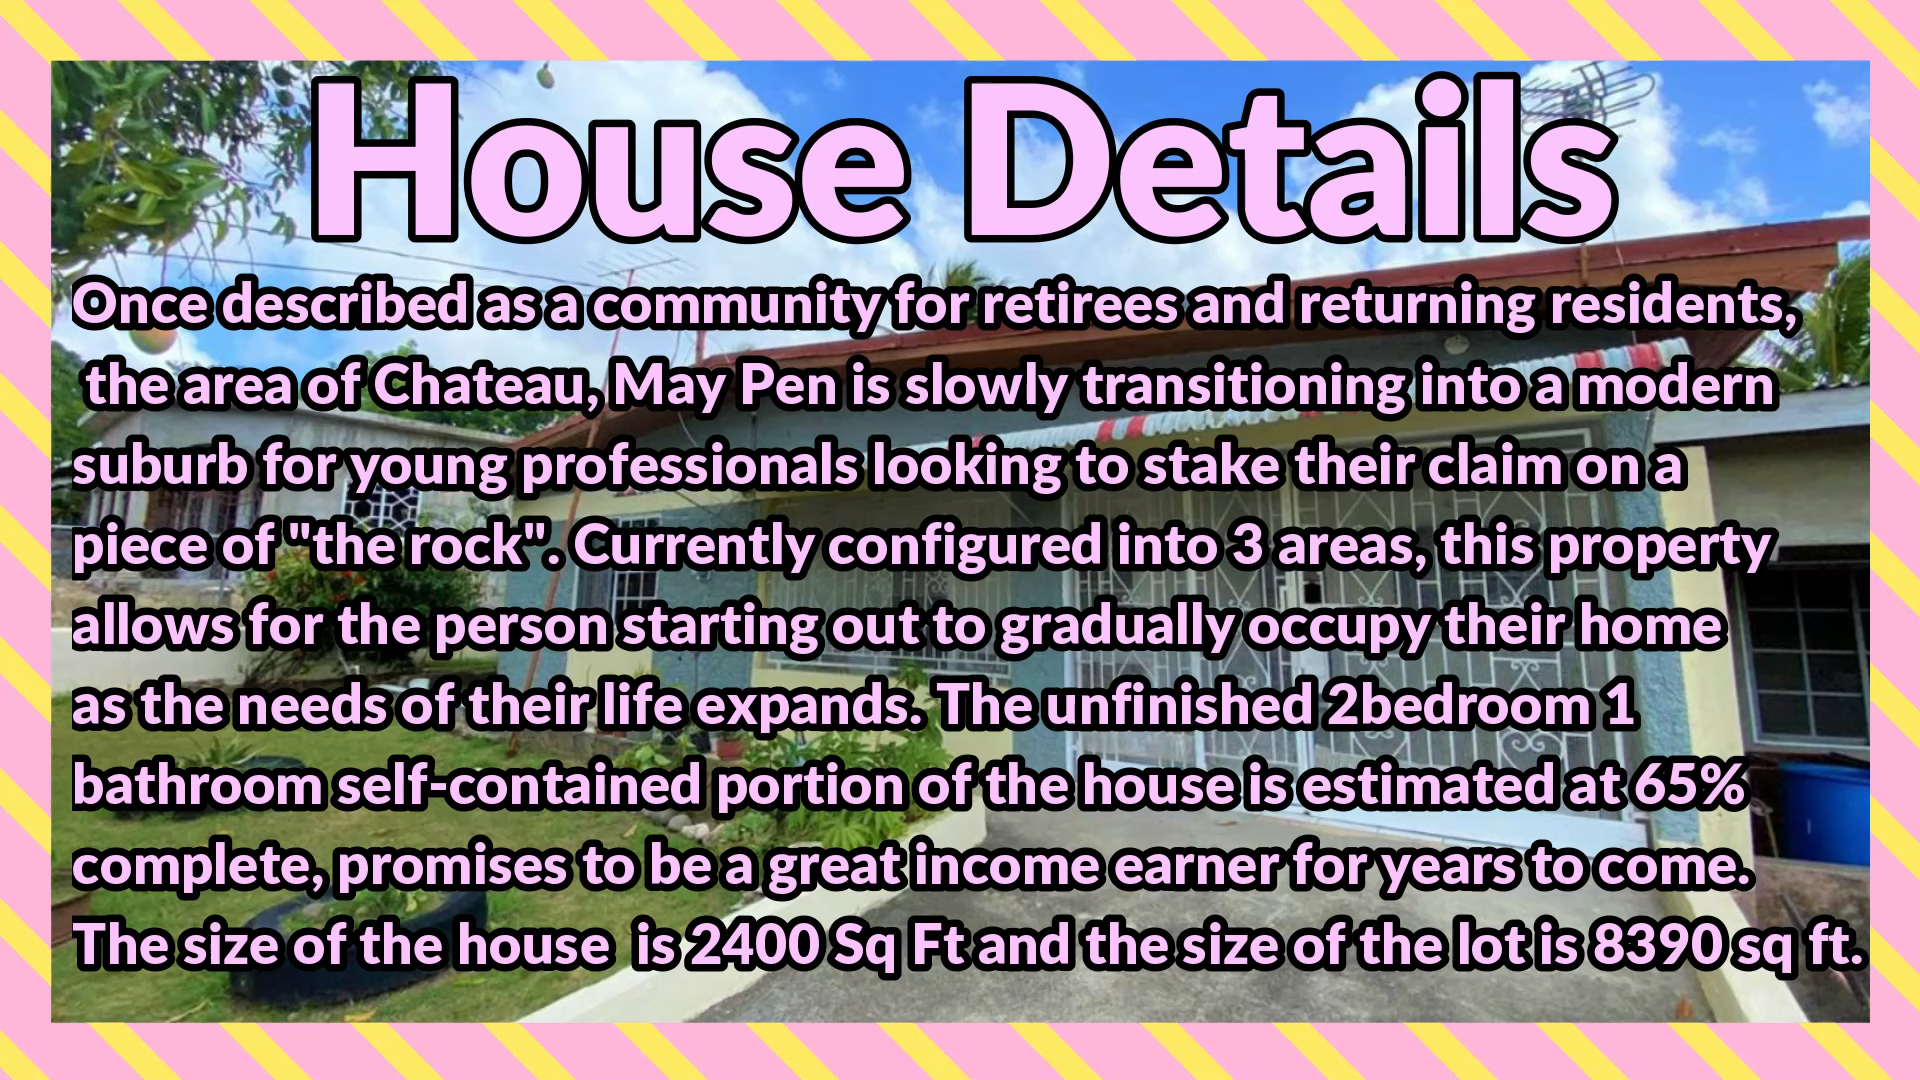 House Details
Once described as a community for retirees and returning residents,
the area of Chateau, May Pen is slowly transitioning into a modern
suburb for young professionals looking to stake their claim on a
piece of "the rock". Currently configured into 3 areas, this property
allows for the person starting out to gradually occupy their home
as the needs of their life expands. The unfinished 2bedroom 1
bathroom self-contained portion of the house is estimated at 65%
complete, promises to be a great income earner for years to come.
The size of the house  is 2400 Sq Ft and the size of the lot is 8390 sq ft.